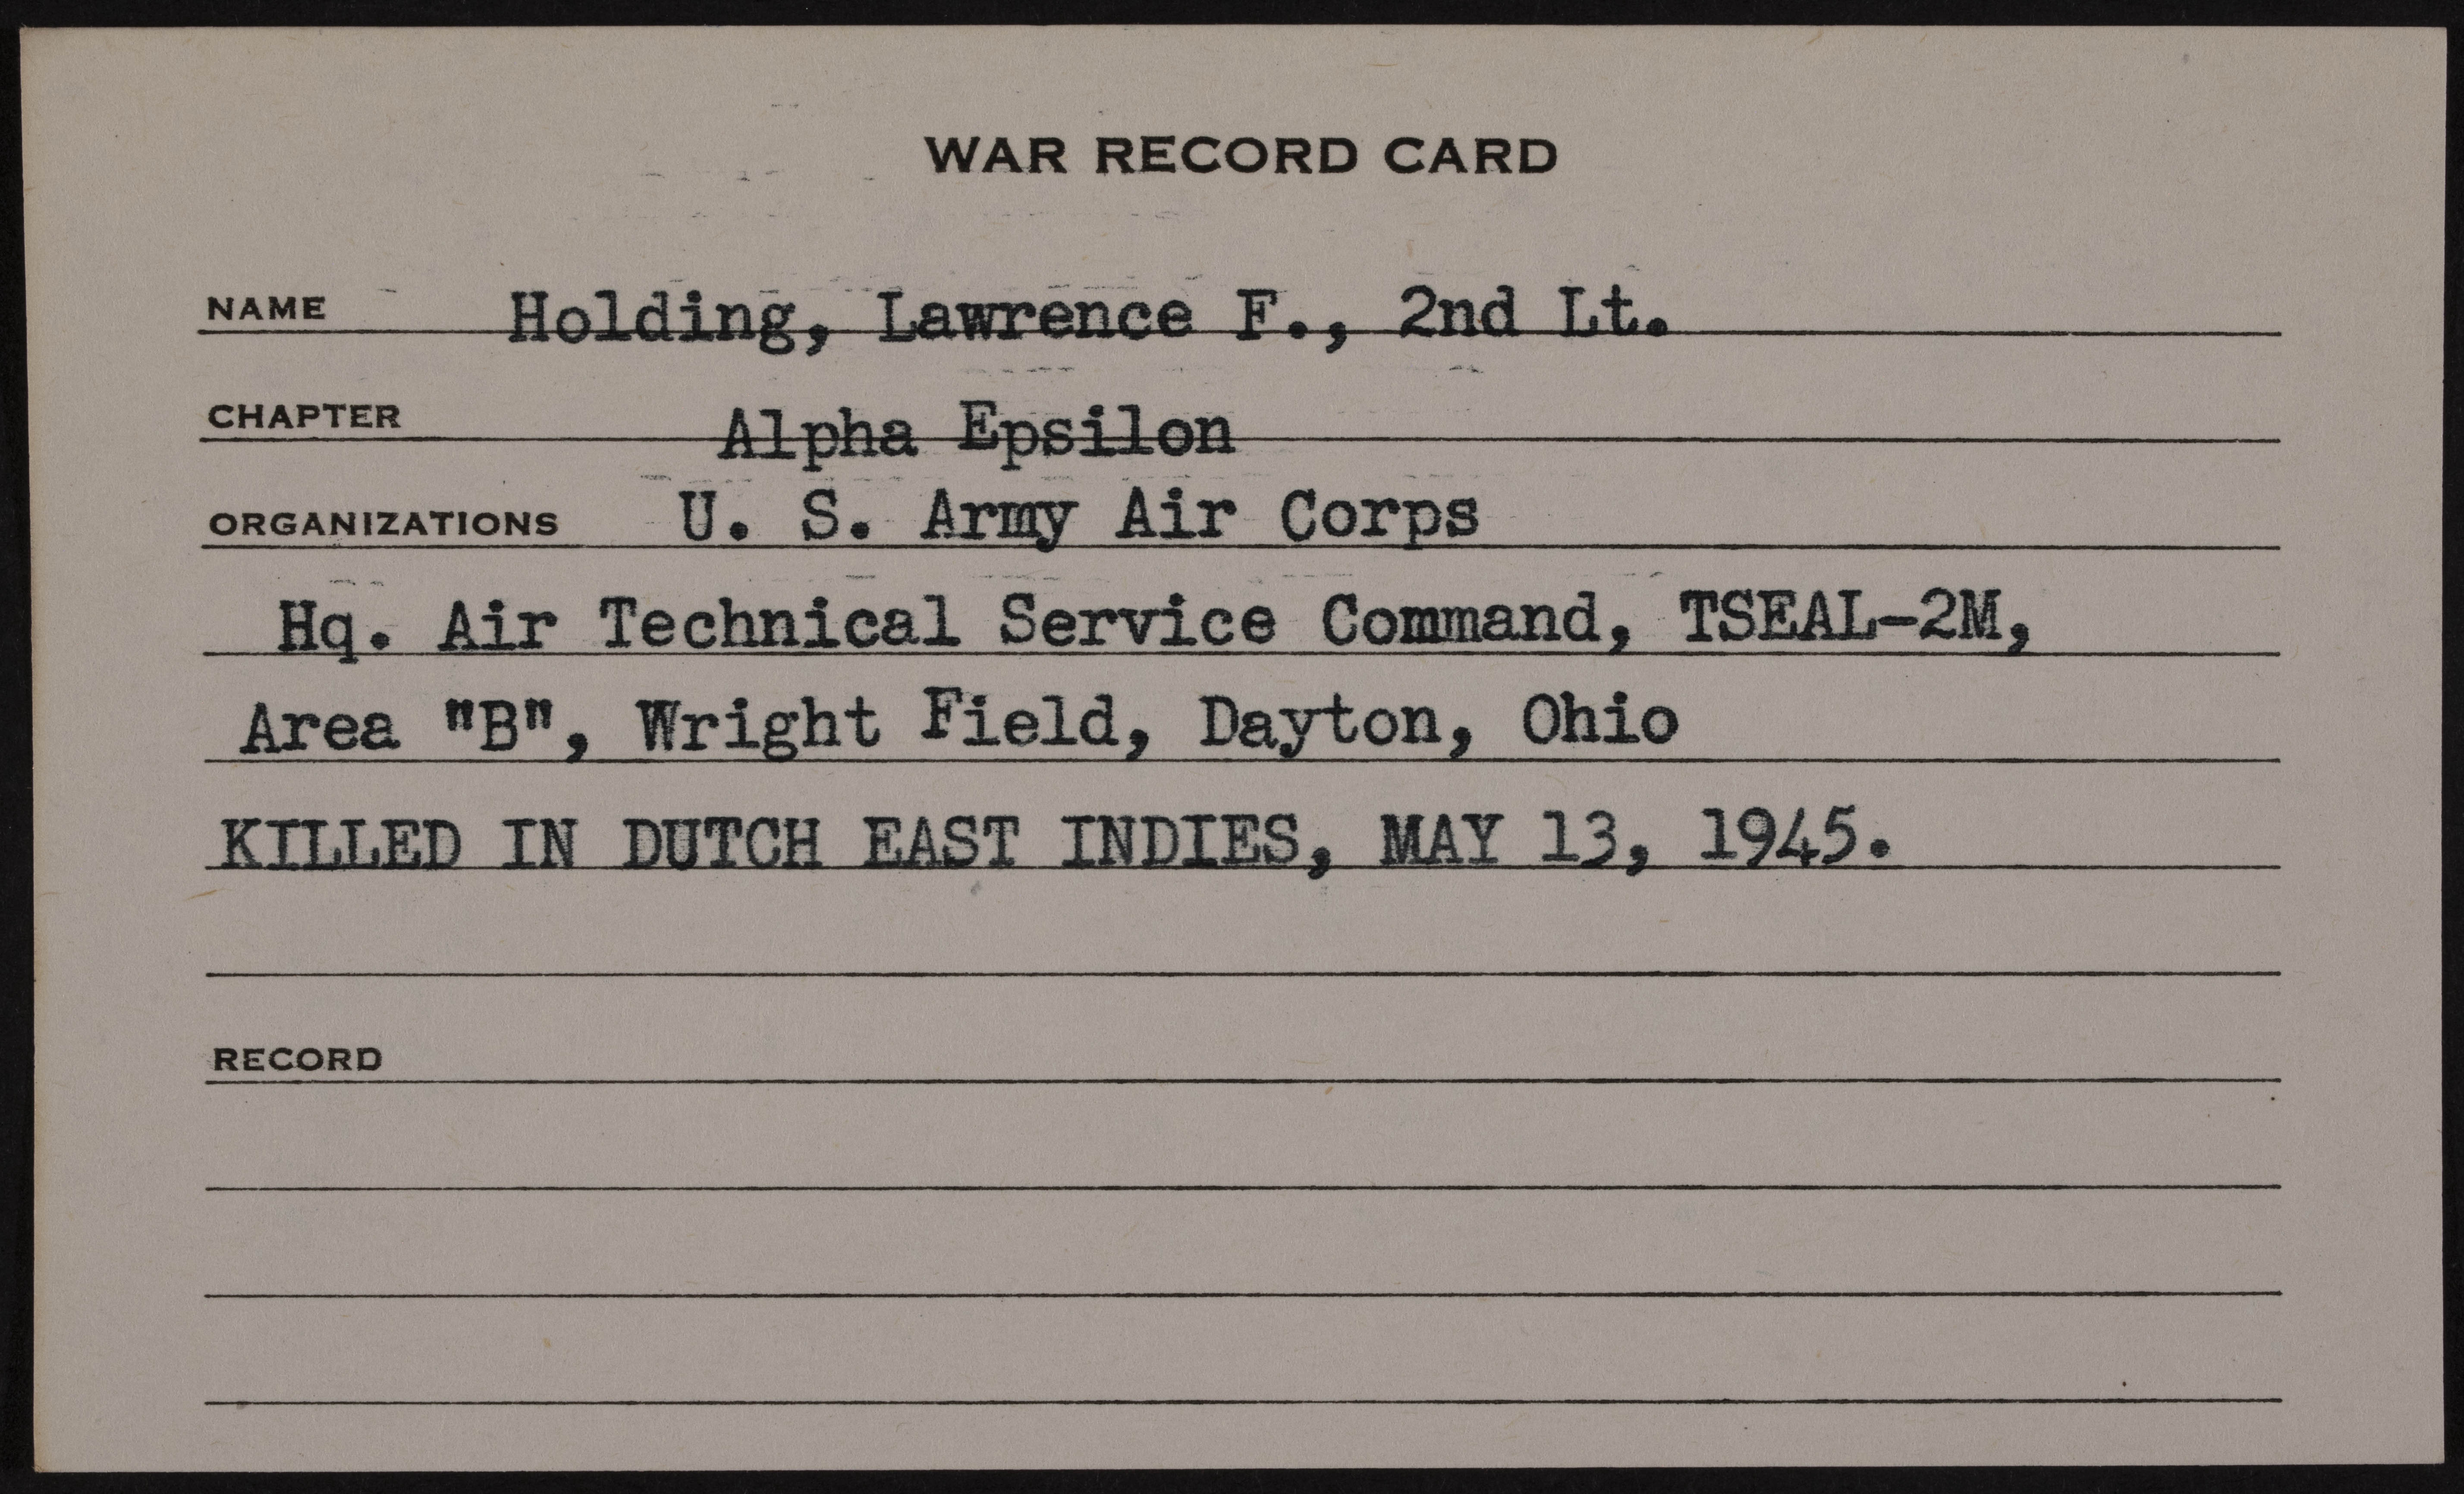 WAR RECORD CARD
NAME Holding, Lawrence F., 2nd Lt.
CHAPTER Alpha Epsilon
ORGANIZATIONS U. S. Army Air Corps
Hq. Air Technical Service Command, TSEAL-2M,
Area "B", Wright Field, Dayton, Ohio
KILLED IN DUTCH EAST INDIES, MAY 13, 1945.
RECORD